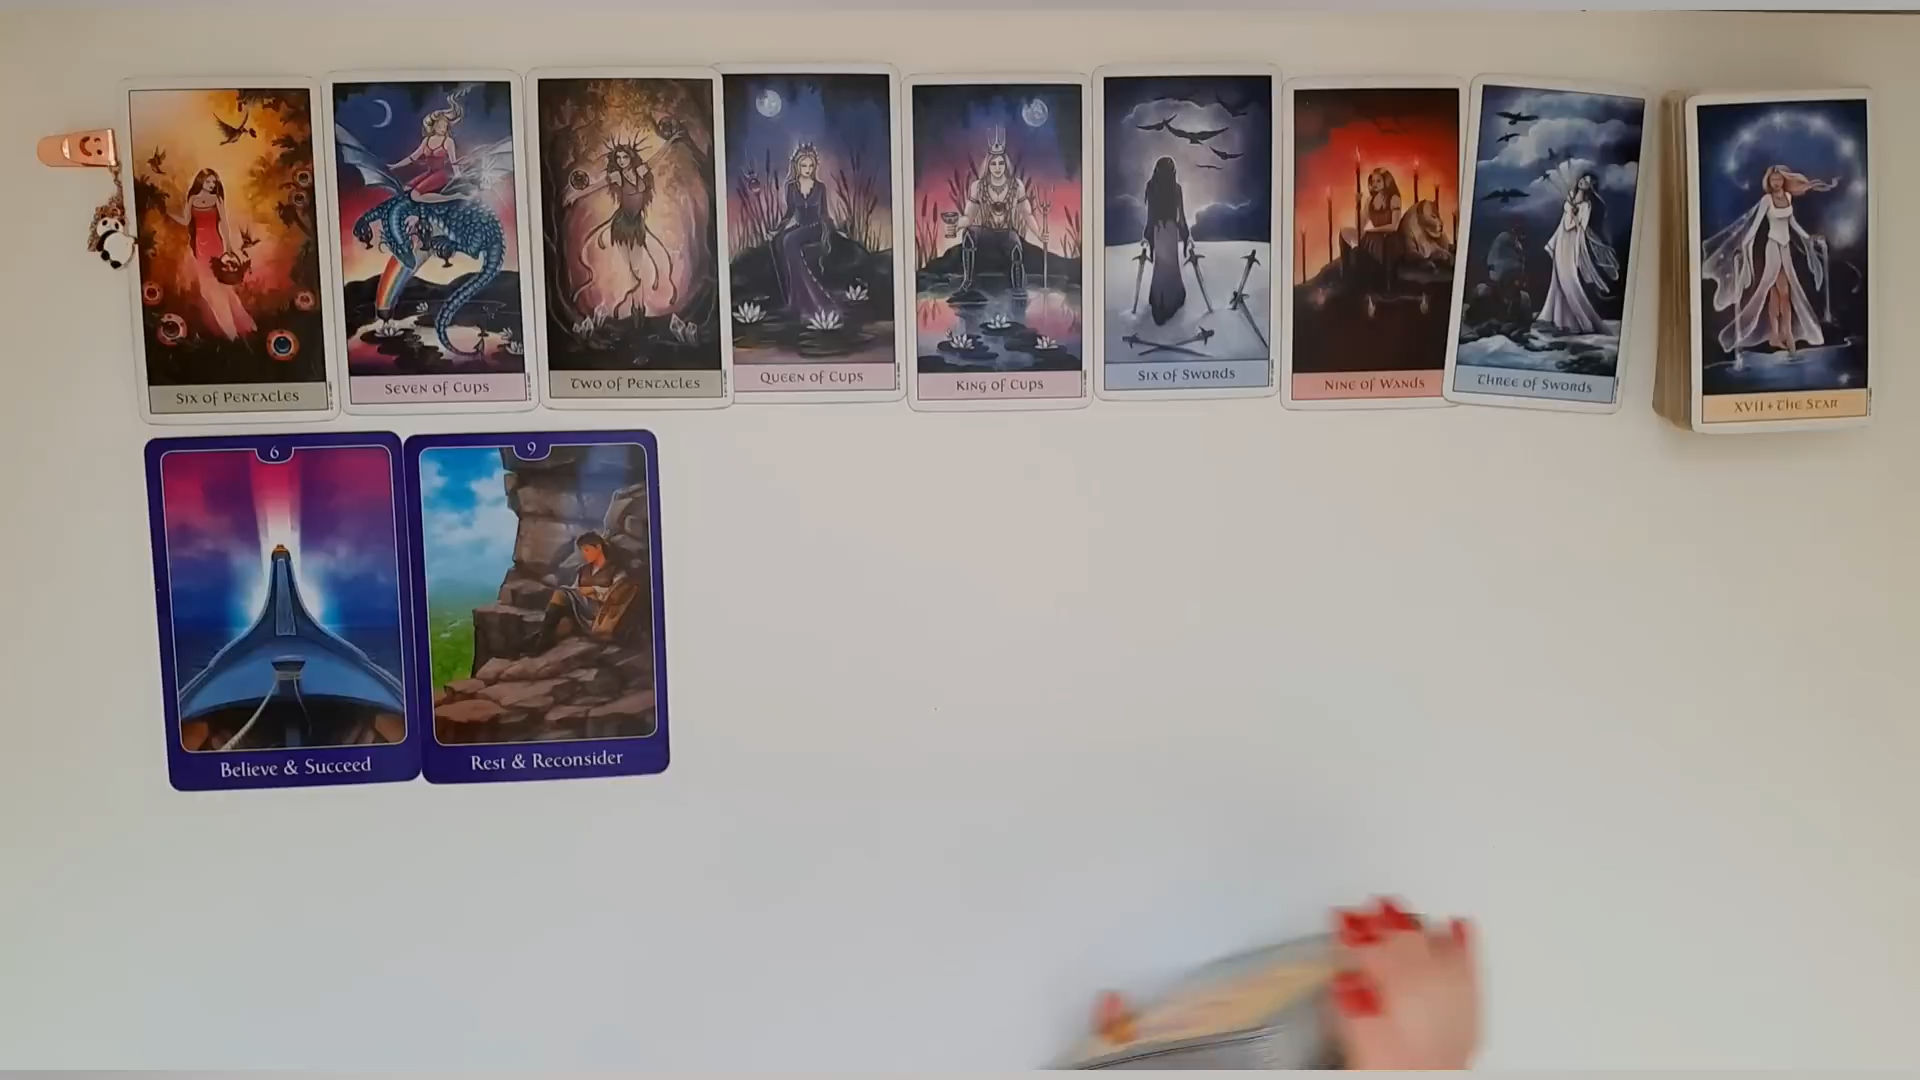 Six of Pentacles
Seven of Cups
Two of Pentacles
Queen of Cups
King of Cups
Six of Swords
Nine of Wands
Three of Swords
XVII + The Star
6
Believe & Succeed
9
Rest & Reconsider